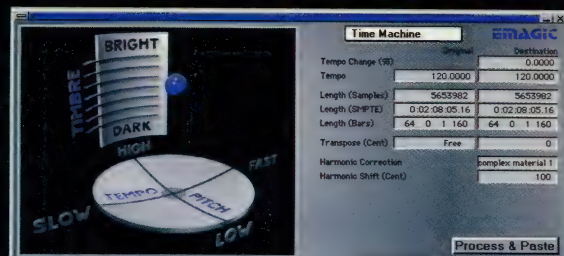 Time Machine
EMAGIC
BRIGHT
TIMBRE
DARK
HIGH
FAST
TEMPO
PITCH
SLOW
LOW
Original Destination
Tempo Change (%) 0.0000
Tempo 120.0000 120.0000
Length (Samples) 5653982 5653982
Length (SMPTE) 0:02:08:05.16 0:02:08:05.16
Length (Bars) 64 0 1 160 64 0 1 160
Transpose (Cent) Free 0
Harmonic Correction complex material 1
Harmonic Shift (Cent) 100
Process & Paste